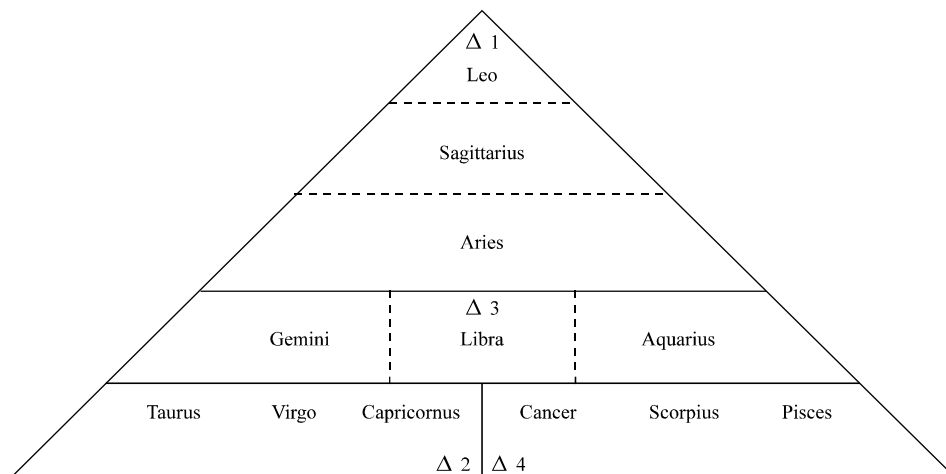 Δ 1
Leo
Sagittarius
Aries
Δ 3
Gemini Libra Aquarius
Taurus Virgo Capricornus Cancer Scorpius Pisces
Δ 2 Δ 4